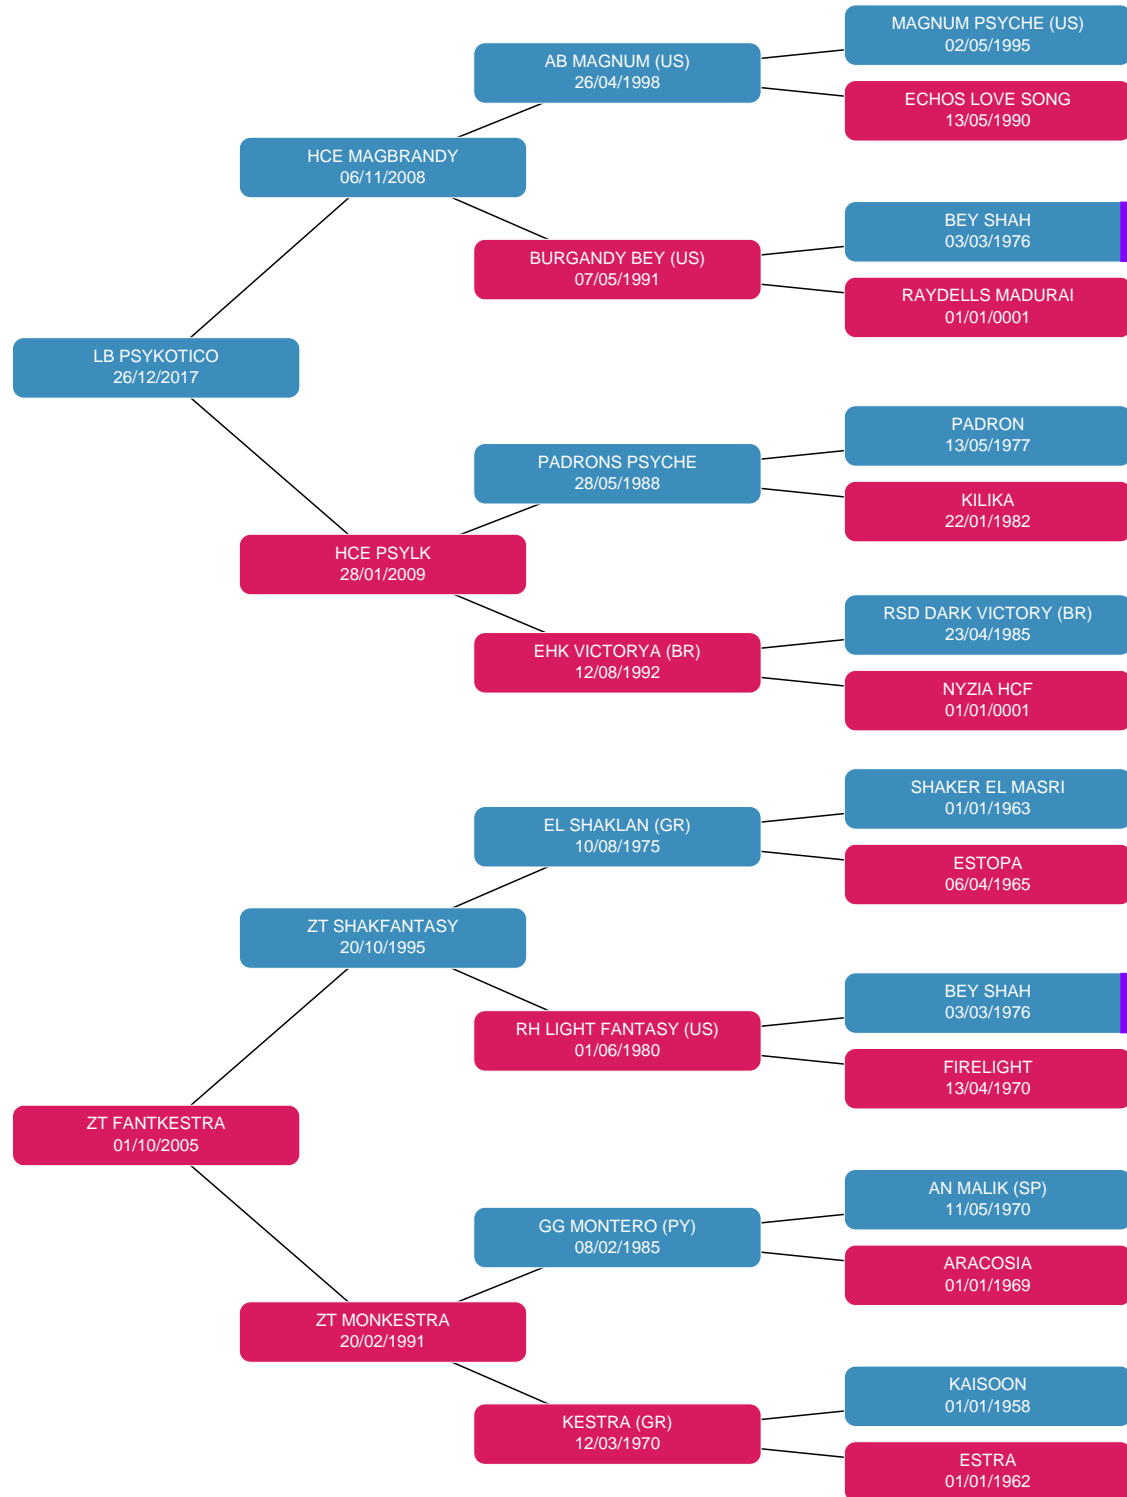 MAGNUM PSYCHE (US)
02/05/1995
AB MAGNUM (US)
26/04/1998
ECHOS LOVE SONG
13/05/1990
HCE MAGBRANDY
06/11/2008
BEY SHAH
03/03/1976
BURGANDY BEY (US)
07/05/1991
RAYDELLS MADURAI
01/01/0001
LB PSYKOTICO
26/12/2017
PADRON
13/05/1977
PADRONS PSYCHE
28/05/1988
KILIKA
22/01/1982
HCE PSYLK
28/01/2009
RSD DARK VICTORY (BR)
23/04/1985
EHK VICTORYA (BR)
12/08/1992
NYZIA HCF
01/01/0001
SHAKER EL MASRI
01/01/1963
EL SHAKLAN (GR)
10/08/1975
ESTOPA
06/04/1965
ZT SHAKFANTASY
20/10/1995
BEY SHAH
03/03/1976
RH LIGHT FANTASY (US)
01/06/1980
FIRELIGHT
13/04/1970
ZT FANTKESTRA
01/10/2005
AN MALIK (SP)
11/05/1970
GG MONTERO (PY)
08/02/1985
ARACOSIA
01/01/1969
ZT MONKESTRA
20/02/1991
KAISOON
01/01/1958
KESTRA (GR)
12/03/1970
ESTRA
01/01/1962